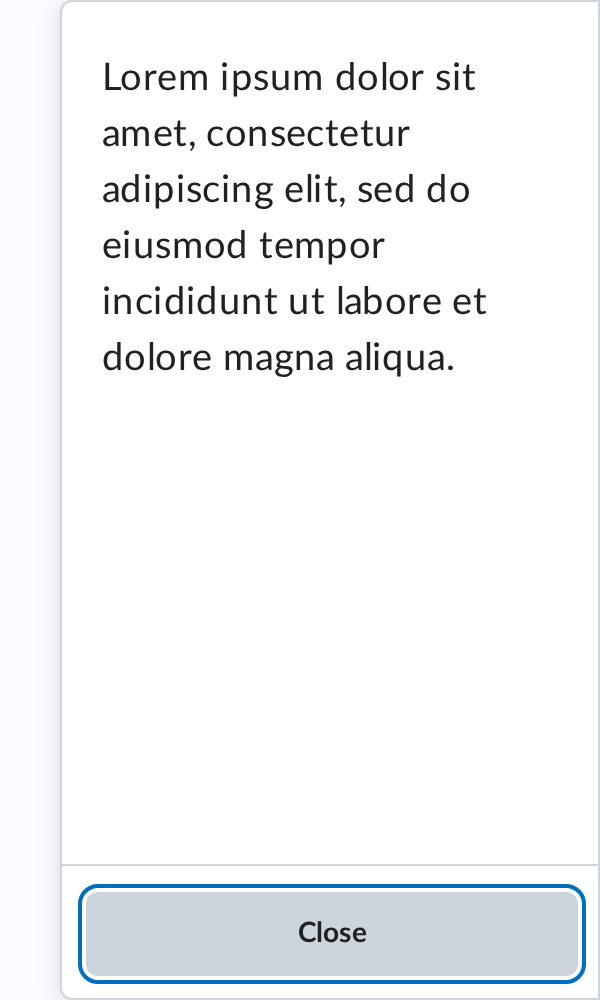 Lorem ipsum dolor sit
amet, consectetur
adipiscing elit, sed do
eiusmod tempor
incididunt ut labore et
dolore magna aliqua.
Close